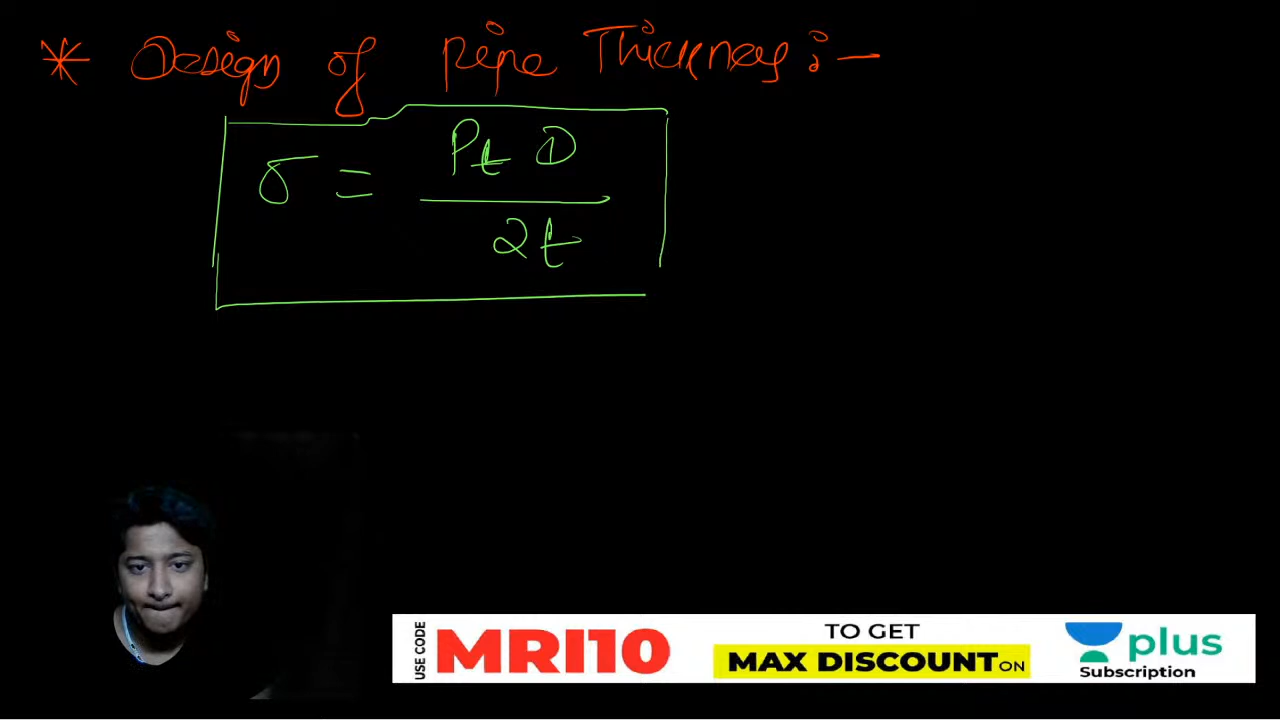 * Design of Pipe Thickness :-
σ = Pt D / 2t
USE CODE
MRI10
TO GET
MAX DISCOUNT ON
plus
Subscription